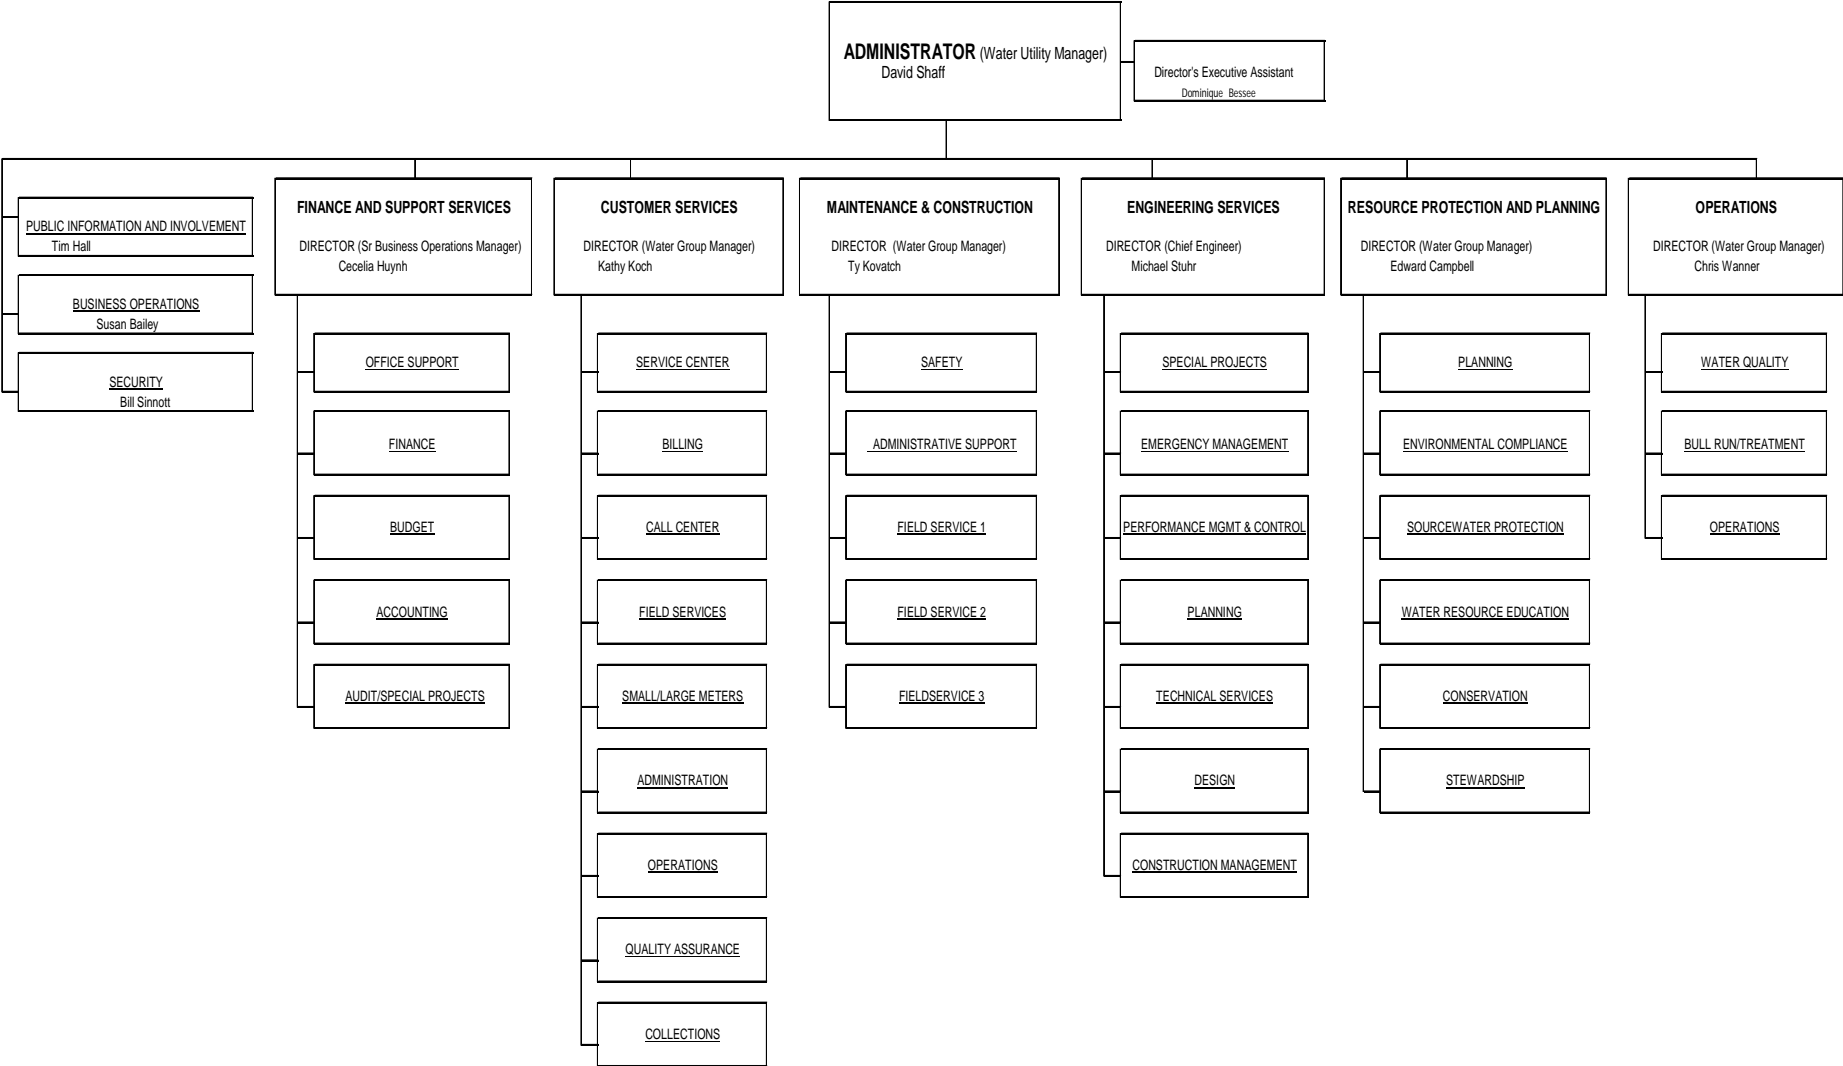 ADMINISTRATOR (Water Utility Manager)
David Shaff
Director's Executive Assistant
Dominique Bessee
PUBLIC INFORMATION AND INVOLVEMENT
Tim Hall
BUSINESS OPERATIONS
Susan Bailey
SECURITY
Bill Sinnott
FINANCE AND SUPPORT SERVICES
DIRECTOR (Sr Business Operations Manager)
Cecelia Huynh
OFFICE SUPPORT
FINANCE
BUDGET
ACCOUNTING
AUDIT/SPECIAL PROJECTS
CUSTOMER SERVICES
DIRECTOR (Water Group Manager)
Kathy Koch
SERVICE CENTER
BILLING
CALL CENTER
FIELD SERVICES
SMALL/LARGE METERS
ADMINISTRATION
OPERATIONS
QUALITY ASSURANCE
COLLECTIONS
MAINTENANCE & CONSTRUCTION
DIRECTOR (Water Group Manager)
Ty Kovatch
SAFETY
ADMINISTRATIVE SUPPORT
FIELD SERVICE 1
FIELD SERVICE 2
FIELDSERVICE 3
ENGINEERING SERVICES
DIRECTOR (Chief Engineer)
Michael Stuhr
SPECIAL PROJECTS
EMERGENCY MANAGEMENT
PERFORMANCE MGMT & CONTROL
PLANNING
TECHNICAL SERVICES
DESIGN
CONSTRUCTION MANAGEMENT
RESOURCE PROTECTION AND PLANNING
DIRECTOR (Water Group Manager)
Edward Campbell
PLANNING
ENVIRONMENTAL COMPLIANCE
SOURCEWATER PROTECTION
WATER RESOURCE EDUCATION
CONSERVATION
STEWARDSHIP
OPERATIONS
DIRECTOR (Water Group Manager)
Chris Wanner
WATER QUALITY
BULL RUN/TREATMENT
OPERATIONS